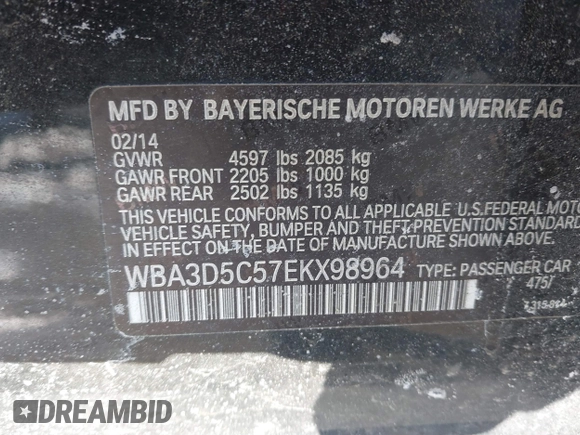 MFD BY BAYERISCHE MOTOREN WERKE AG
02/14
GVWR 4597 lbs 2085 kg
GAWR FRONT 2205 lbs 1000 kg
GAWR REAR 2502 lbs 1135 kg
THIS VEHICLE CONFORMS TO ALL APPLICABLE U.S. FEDERAL MOTO
VEHICLE SAFETY, BUMPER AND THEFT PREVENTION STANDARD
IN EFFECT ON THE DATE OF MANUFACTURE SHOWN ABOVE
WBA3D5C57EKX98964 TYPE: PASSENGER CAR
475/
DREAMBID